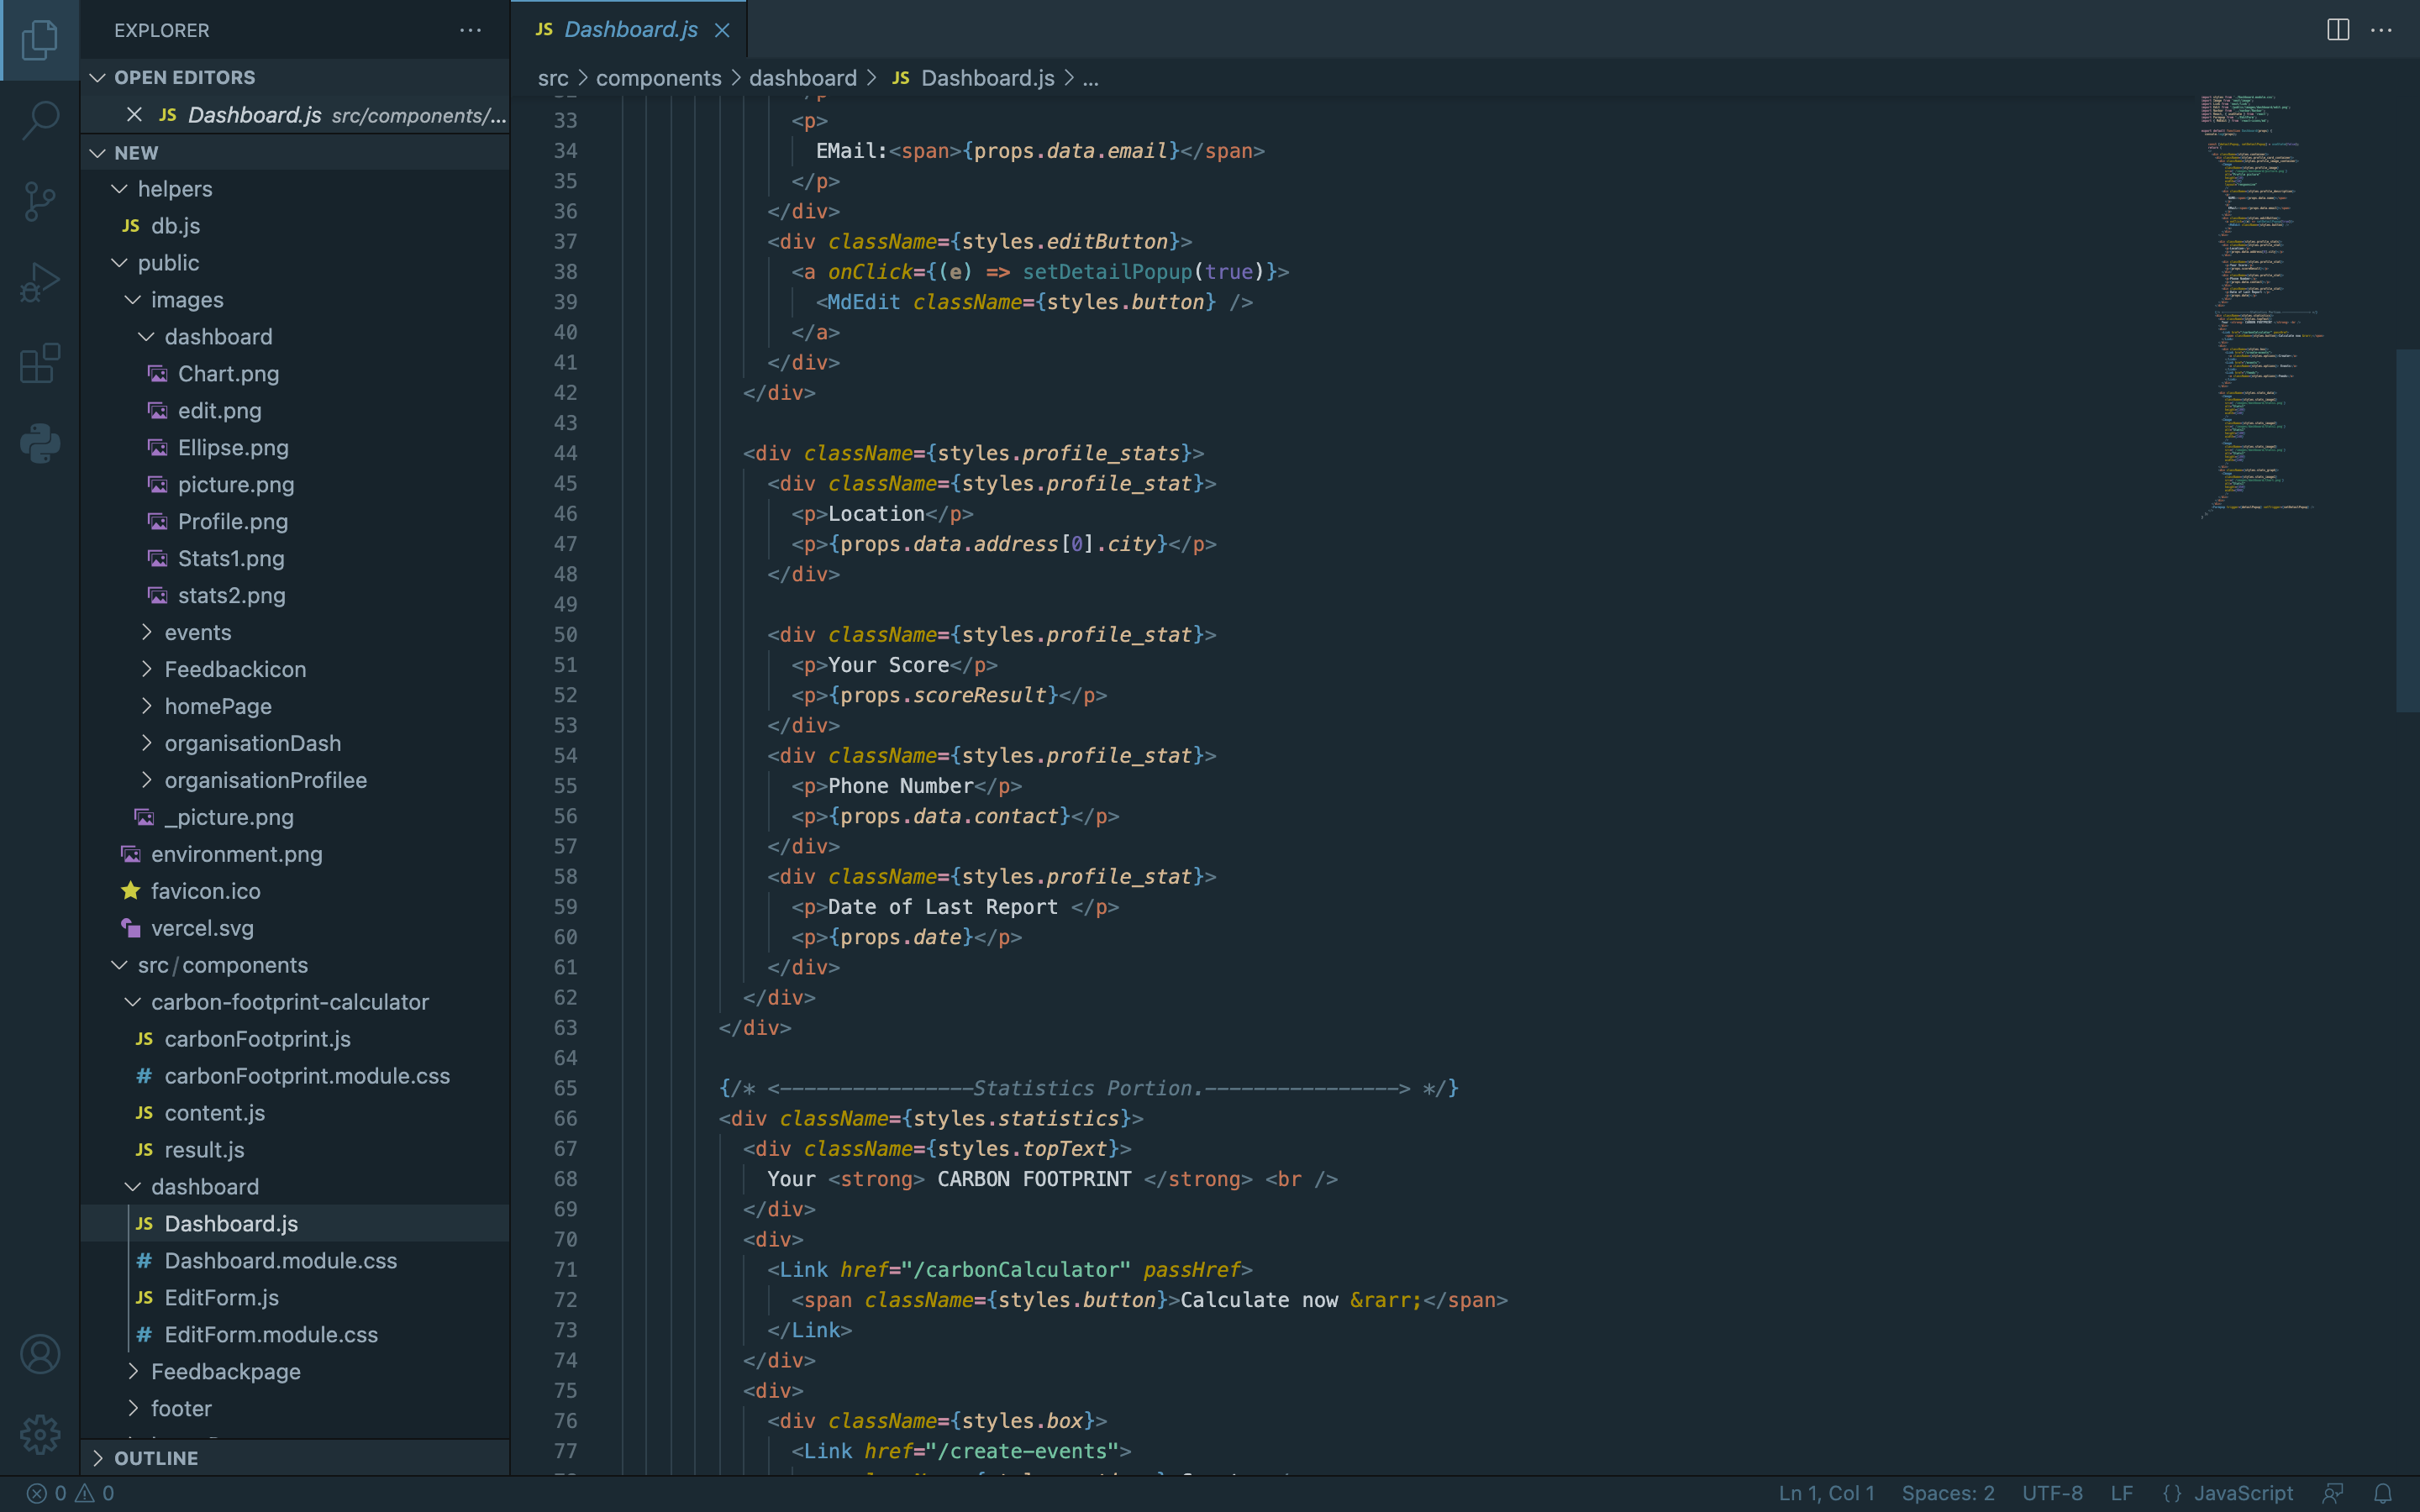 EXPLORER
OPEN EDITORS
JS Dashboard.js src/components/...
NEW
helpers
JS db.js
public
images
dashboard
Chart.png
edit.png
Ellipse.png
picture.png
Profile.png
Stats1.png
stats2.png
events
Feedbackicon
homePage
organisationDash
organisationProfilee
_picture.png
environment.png
favicon.ico
vercel.svg
src/components
carbon-footprint-calculator
JS carbonFootprint.js
# carbonFootprint.module.css
JS content.js
JS result.js
dashboard
JS Dashboard.js
# Dashboard.module.css
JS EditForm.js
# EditForm.module.css
Feedbackpage
footer
OUTLINE
JS Dashboard.js
src > components > dashboard > JS Dashboard.js > ...
33 <p>
34 EMail:<span>{props.data.email}</span>
35 </p>
36 </div>
37 <div className={styles.editButton}>
38 <a onClick={(e) => setDetailPopup(true)}>
39 <MdEdit className={styles.button} />
40 </a>
41 </div>
42 </div>
43
44 <div className={styles.profile_stats}>
45 <div className={styles.profile_stat}>
46 <p>Location</p>
47 <p>{props.data.address[0].city}</p>
48 </div>
49
50 <div className={styles.profile_stat}>
51 <p>Your Score</p>
52 <p>{props.scoreResult}</p>
53 </div>
54 <div className={styles.profile_stat}>
55 <p>Phone Number</p>
56 <p>{props.data.contact}</p>
57 </div>
58 <div className={styles.profile_stat}>
59 <p>Date of Last Report </p>
60 <p>{props.date}</p>
61 </div>
62 </div>
63 </div>
64
65 {/* <----------------Statistics Portion.----------------> */}
66 <div className={styles.statistics}>
67 <div className={styles.topText}>
68 Your <strong> CARBON FOOTPRINT </strong> <br />
69 </div>
70 <div>
71 <Link href="/carbonCalculator" passHref>
72 <span className={styles.button}>Calculate now &rarr;</span>
73 </Link>
74 </div>
75 <div>
76 <div className={styles.box}>
77 <Link href="/create-events">
0 0
Ln 1, Col 1 Spaces: 2 UTF-8 LF {} JavaScript